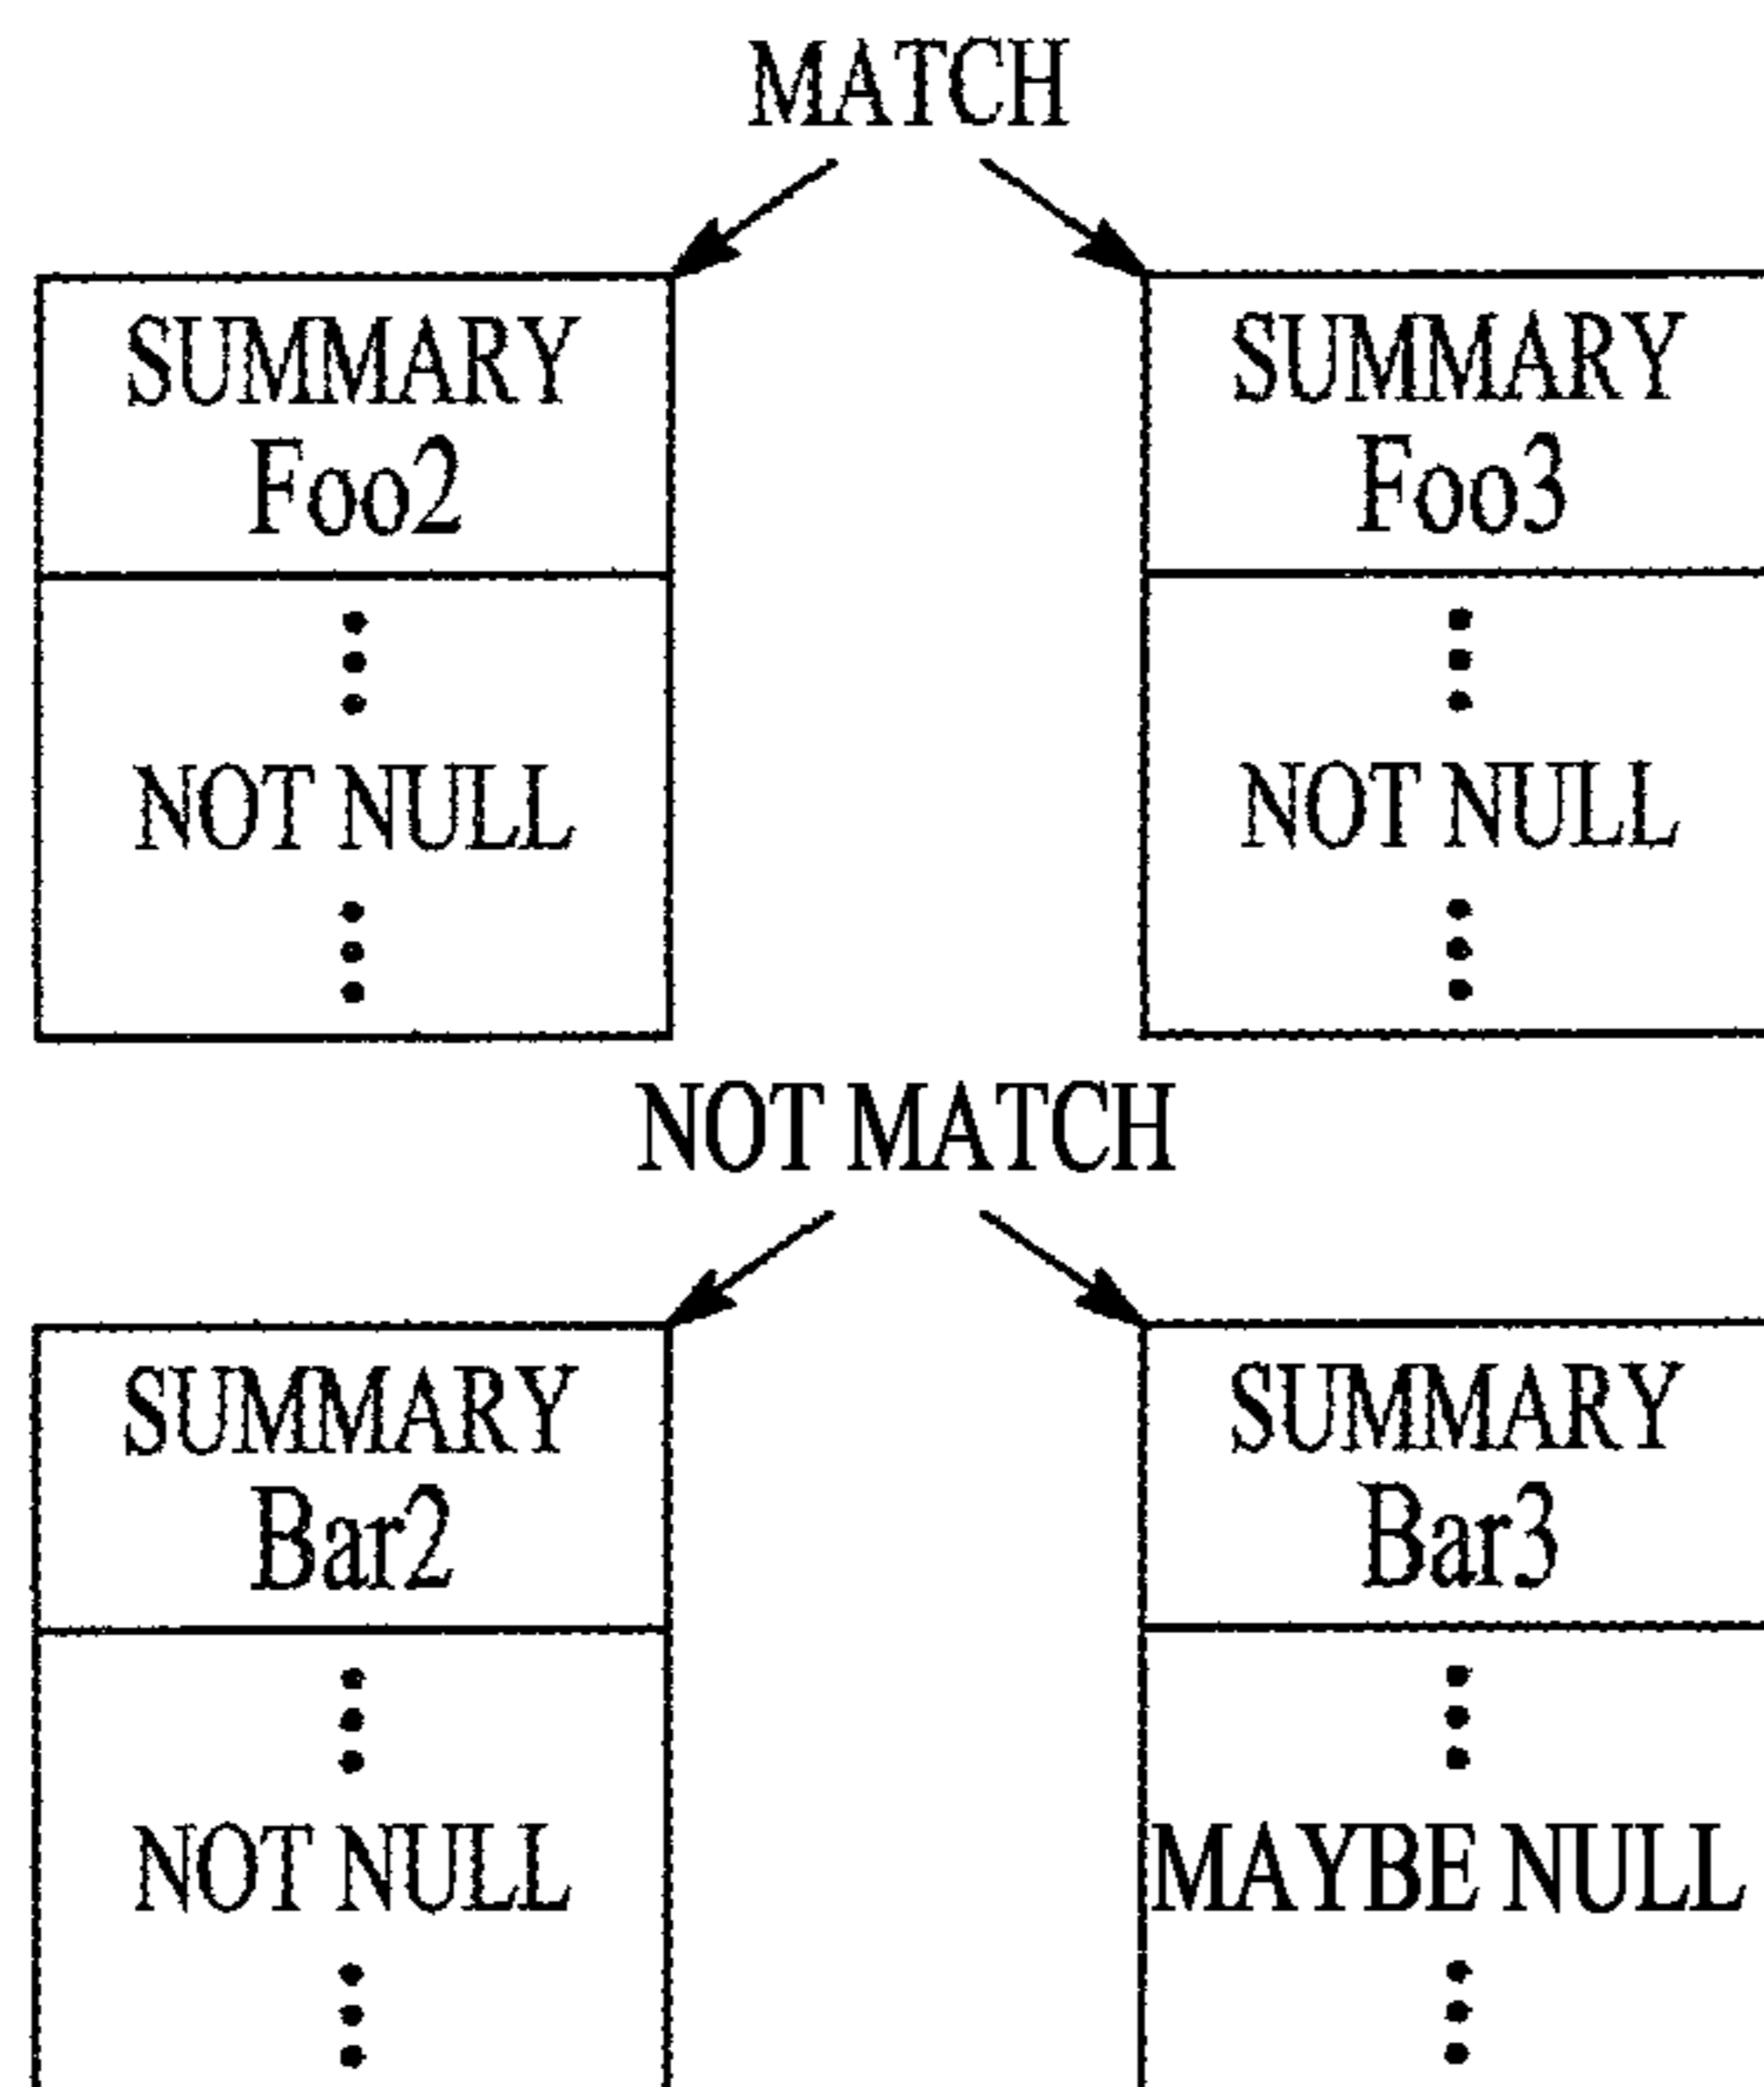 MATCH
SUMMARY
Foo2
SUMMARY
Foo3
NOT NULL
NOT NULL
NOT MATCH
SUMMARY
Bar2
SUMMARY
Bar3
NOT NULL
MAYBE NULL